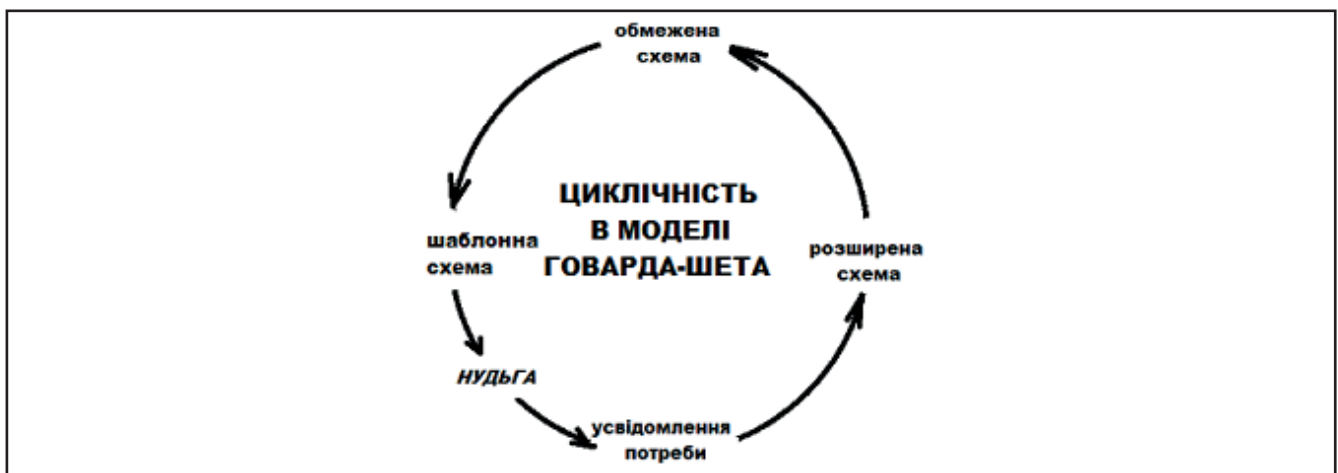 обмежена
схема
ЦИКЛІЧНІСТЬ
В МОДЕЛІ
ГОВАРДА-ШЕТА
шаблонна
схема
розширена
схема
НУДЬГА
усвідомлення
потреби